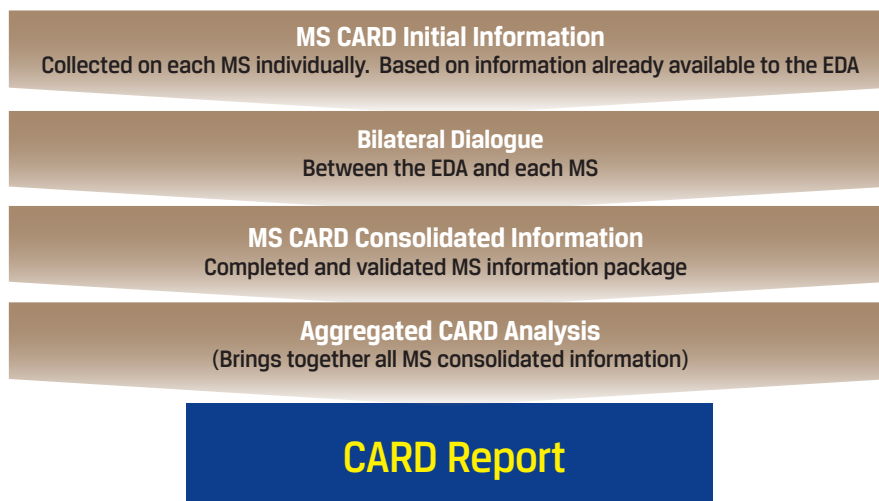 MS CARD Initial Information
Collected on each MS individually.  Based on information already available to the EDA
Bilateral Dialogue
Between the EDA and each MS
MS CARD Consolidated Information
Completed and validated MS information package
Aggregated CARD Analysis
(Brings together all MS consolidated information)
CARD Report